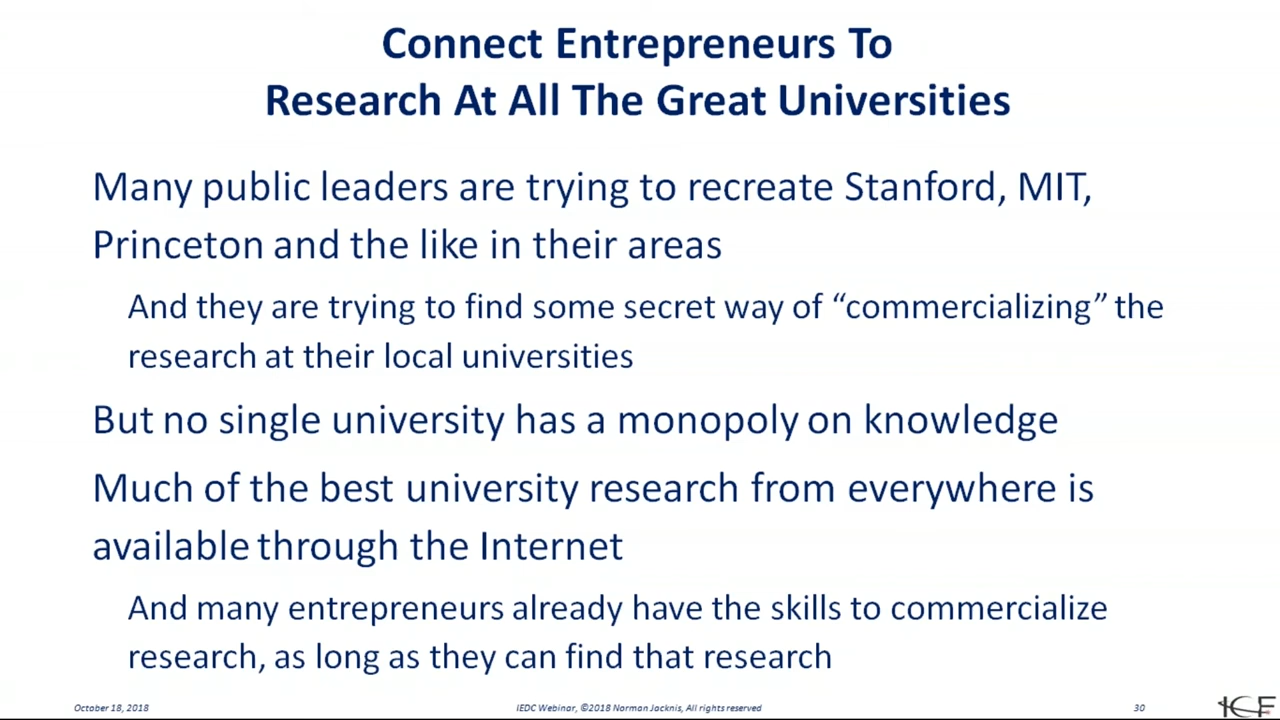 Connect Entrepreneurs To
Research At All The Great Universities
Many public leaders are trying to recreate Stanford, MIT,
Princeton and the like in their areas
And they are trying to find some secret way of “commercializing” the
research at their local universities
But no single university has a monopoly on knowledge
Much of the best university research from everywhere is
available through the Internet
And many entrepreneurs already have the skills to commercialize
research, as long as they can find that research
October 18, 2018
IEDC Webinar, ©2018 Norman Jacknis, All rights reserved
30
ICF